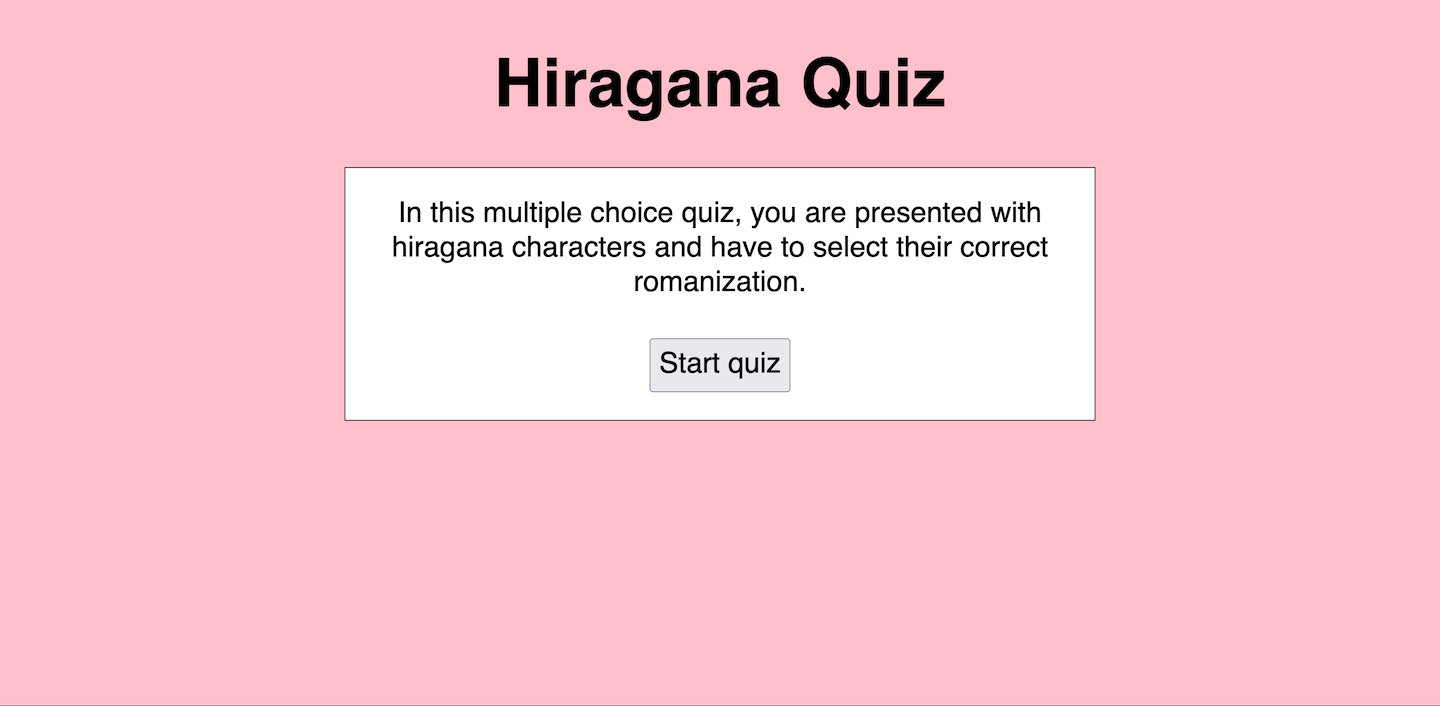 Hiragana Quiz
In this multiple choice quiz, you are presented with
hiragana characters and have to select their correct
romanization.
Start quiz